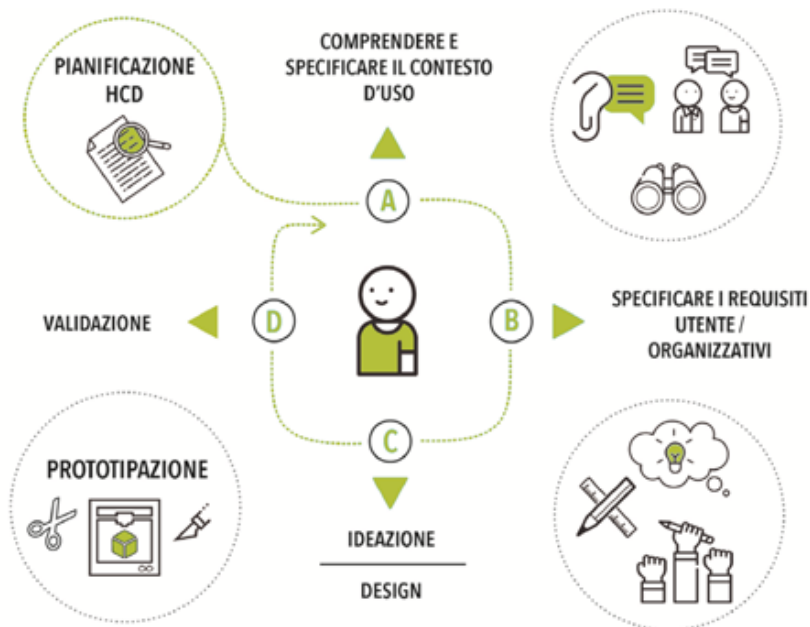 PIANIFICAZIONE
HCD
COMPRENDERE E
SPECIFICARE IL CONTESTO
D'USO
A
VALIDAZIONE
D
B
SPECIFICARE I REQUISITI
UTENTE /
ORGANIZZATIVI
C
PROTOTIPAZIONE
IDEAZIONE
DESIGN